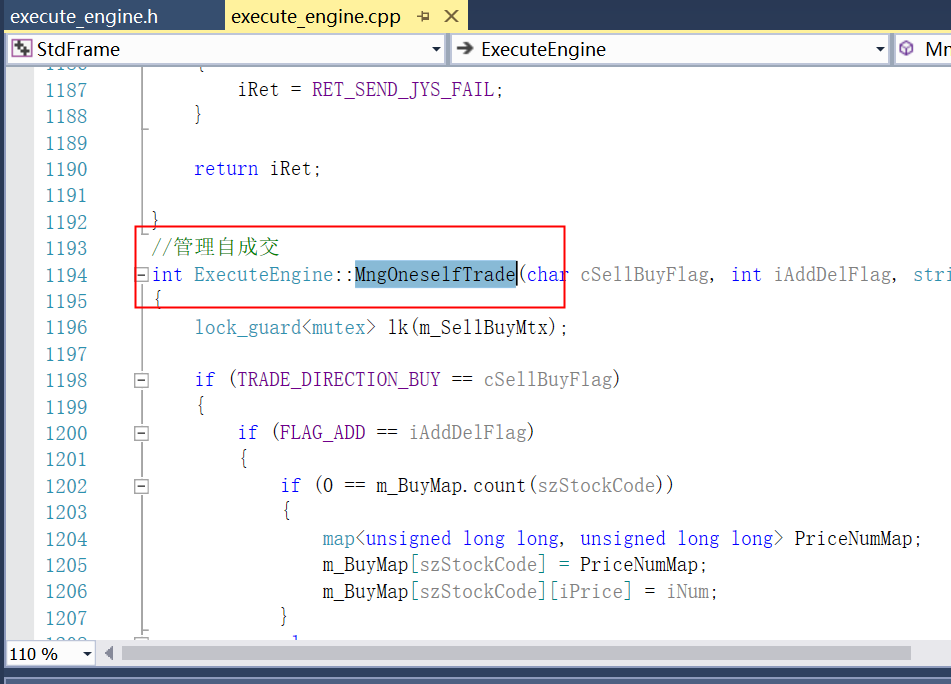 execute_engine.h execute_engine.cpp
StdFrame ExecuteEngine
1187 iRet = RET_SEND_JYS_FAIL;
1188 }
1189
1190 return iRet;
1191
1192 }
1193 //管理自成交
1194 int ExecuteEngine::MngOneselfTrade(char cSellBuyFlag, int iAddDelFlag, stri
1195 {
1196 lock_guard<mutex> lk(m_SellBuyMtx);
1197
1198 if (TRADE_DIRECTION_BUY == cSellBuyFlag)
1199 {
1200 if (FLAG_ADD == iAddDelFlag)
1201 {
1202 if (0 == m_BuyMap.count(szStockCode))
1203 {
1204 map<unsigned long long, unsigned long long> PriceNumMap;
1205 m_BuyMap[szStockCode] = PriceNumMap;
1206 m_BuyMap[szStockCode][iPrice] = iNum;
1207 }
110 %